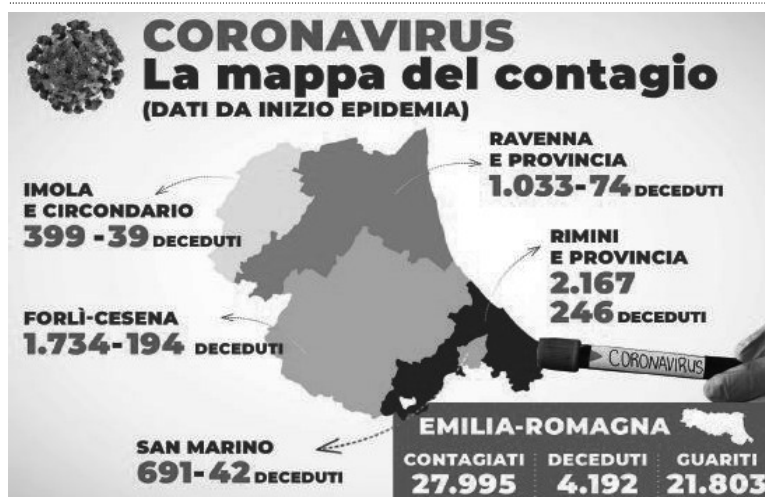 CORONAVIRUS
La mappa del contagio
(DATI DA INIZIO EPIDEMIA)
RAVENNA
E PROVINCIA
1.033-74 DECEDUTI
IMOLA
E CIRCONDARIO
399 -39 DECEDUTI
RIMINI
E PROVINCIA
2.167
246 DECEDUTI
FORLÌ-CESENA
1.734-194 DECEDUTI
CORONAVIRUS
SAN MARINO
691-42 DECEDUTI
EMILIA-ROMAGNA
CONTAGIATI DECEDUTI GUARITI
27.995 4.192 21.803